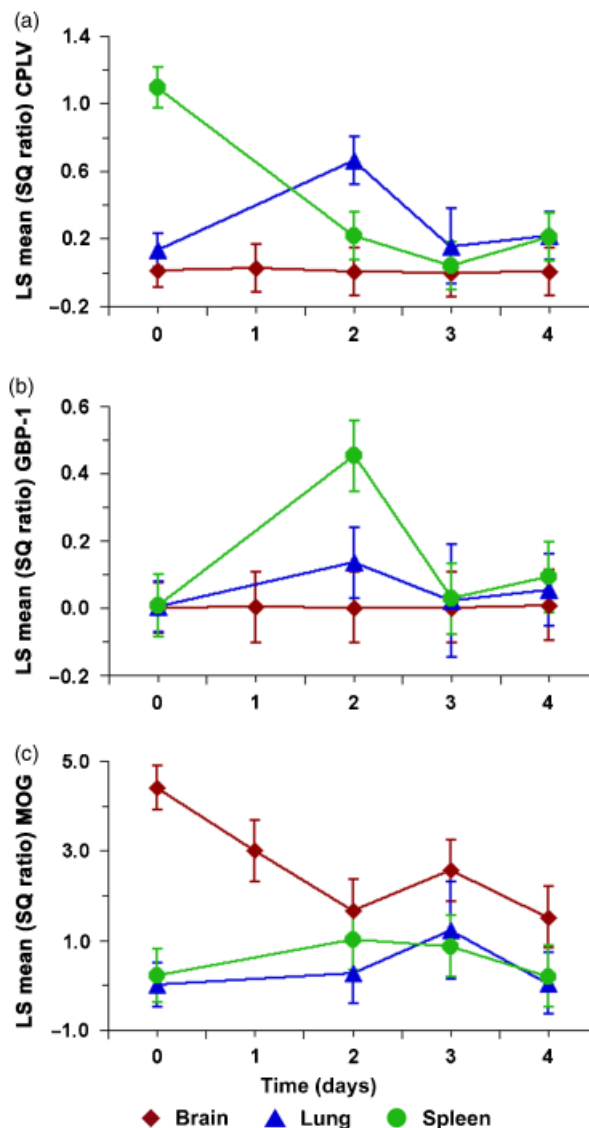 (a)
LS mean (SQ ratio) CPLV
1.4
1.0
0.6
0.2
−0.2
0 1 2 3 4
(b)
LS mean (SQ ratio) GBP-1
0.6
0.4
0.2
0.0
−0.2
0 1 2 3 4
(c)
LS mean (SQ ratio) MOG
5.0
3.0
1.0
−1.0
0 1 2 3 4
Time (days)
Brain Lung Spleen